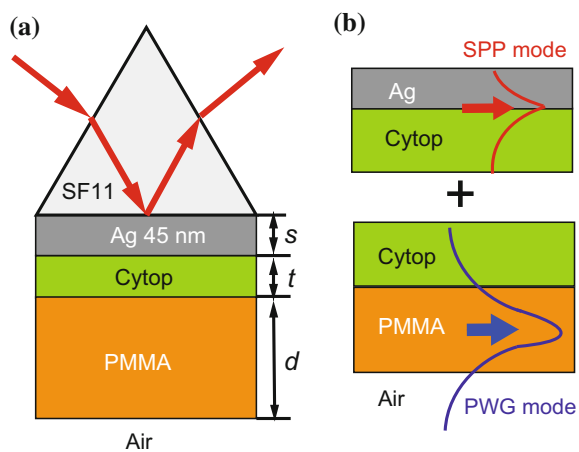 (a)
SF11
Ag 45 nm
s
Cytop
t
PMMA
d
Air
(b)
SPP mode
Ag
Cytop
+
Cytop
PMMA
Air
PWG mode